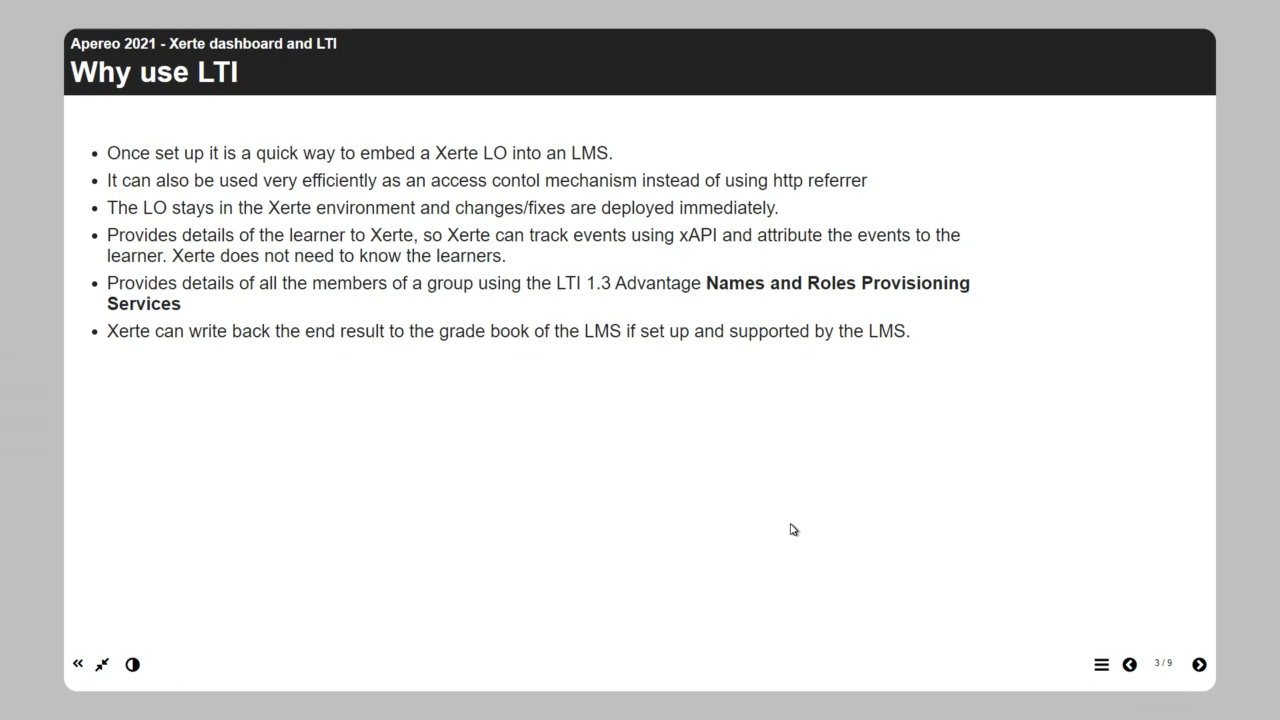 Apereo 2021 - Xerte dashboard and LTI
Why use LTI
Once set up it is a quick way to embed a Xerte LO into an LMS.
It can also be used very efficiently as an access contol mechanism instead of using http referrer
The LO stays in the Xerte environment and changes/fixes are deployed immediately.
Provides details of the learner to Xerte, so Xerte can track events using xAPI and attribute the events to the
learner. Xerte does not need to know the learners.
Provides details of all the members of a group using the LTI 1.3 Advantage Names and Roles Provisioning
Services
Xerte can write back the end result to the grade book of the LMS if set up and supported by the LMS.
3 / 9